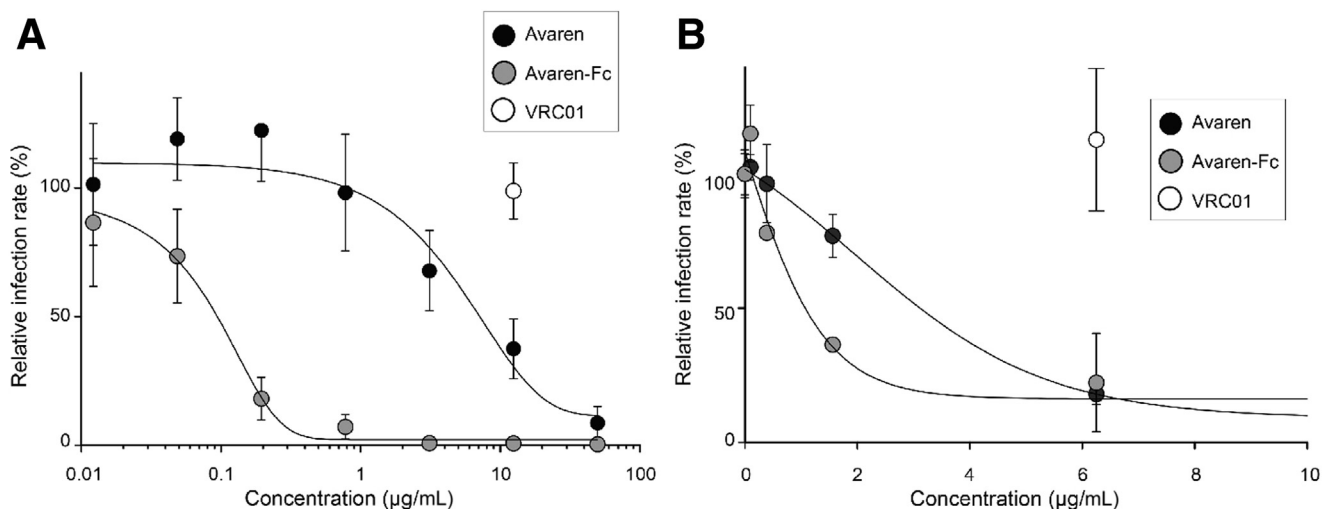 A
Avaren
Avaren-Fc
VRC01
Relative infection rate (%)
100
50
0
0.01 0.1 1 10 100
Concentration (µg/mL)
B
Avaren
Avaren-Fc
VRC01
Relative infection rate (%)
100
50
0
0 2 4 6 8 10
Concentration (µg/mL)